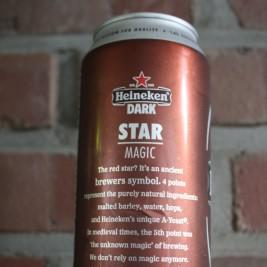 FOR QUALITY
Heineken
DARK
STAR
MAGIC
The red star? It's an ancient
brewers symbol. 4 points
represent the purely natural ingredients:
malted barley, water, hops,
and Heineken's unique A-Yeast.
In medieval times, the 5th point was
'the unknown magic' of brewing.
We don't rely on magic anymore.